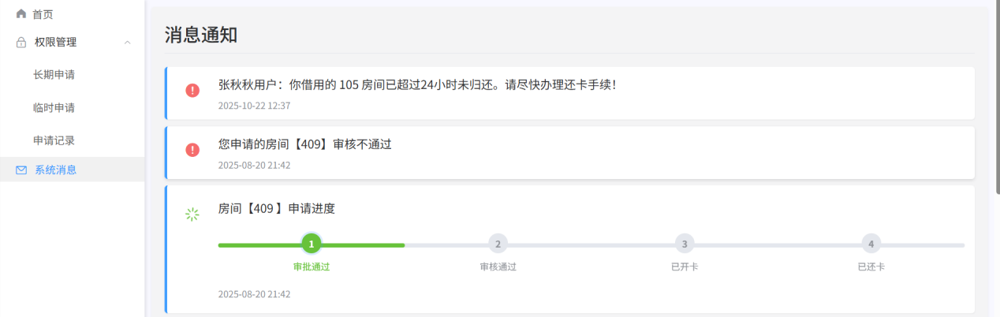 首页
权限管理
长期申请
临时申请
申请记录
系统消息
消息通知
张秋秋用户：你借用的 105 房间已超过24小时未归还。请尽快办理还卡手续！
2025-10-22 12:37
您申请的房间【409】审核不通过
2025-08-20 21:42
房间【409 】申请进度
1
2
3
4
审批通过
审核通过
已开卡
已还卡
2025-08-20 21:42